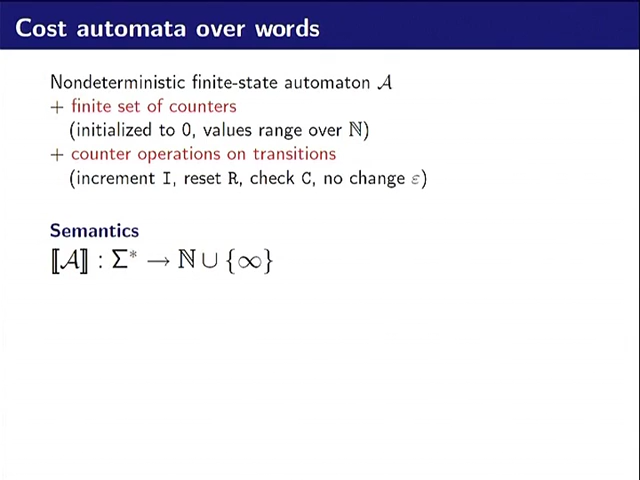 Cost automata over words
Nondeterministic finite-state automaton 𝒜
+ finite set of counters
(initialized to 0, values range over ℕ)
+ counter operations on transitions
(increment I, reset R, check C, no change ε)
Semantics
⟦𝒜⟧ : Σ* → ℕ ∪ {∞}